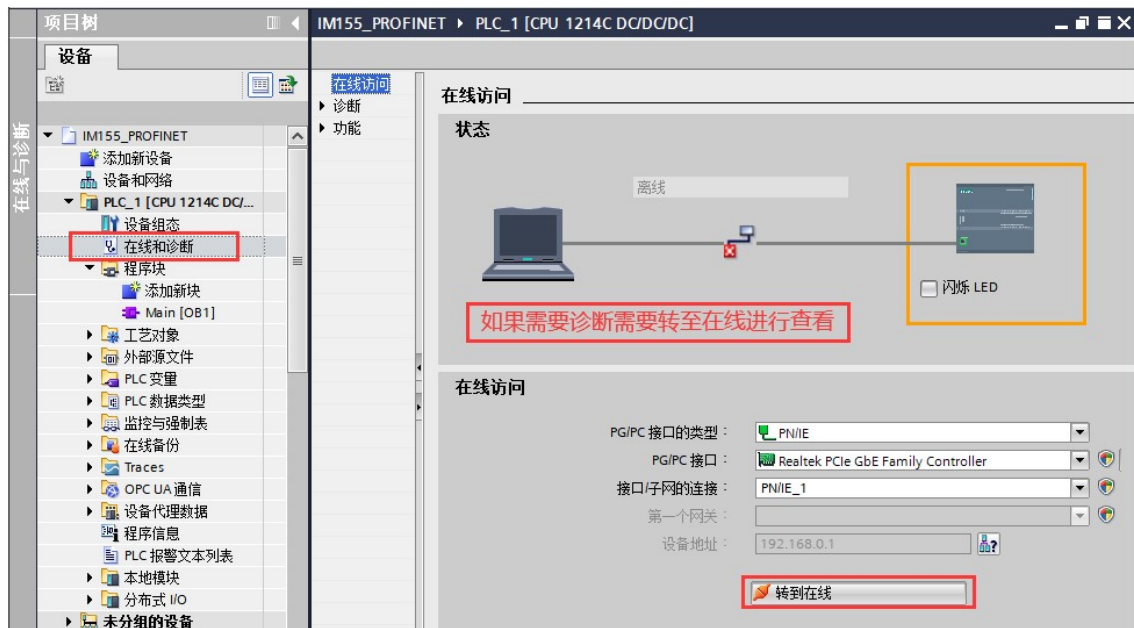 项目树
IM155_PROFINET ▸ PLC_1 [CPU 1214C DC/DC/DC]
设备
在线与诊断
IM155_PROFINET
添加新设备
设备和网络
PLC_1 [CPU 1214C DC/...
设备组态
在线和诊断
程序块
添加新块
Main [OB1]
工艺对象
外部源文件
PLC 变量
PLC 数据类型
监控与强制表
在线备份
Traces
OPC UA 通信
设备代理数据
程序信息
PLC 报警文本列表
本地模块
分布式 I/O
未分组的设备
在线访问
诊断
功能
在线访问
状态
离线
闪烁 LED
如果需要诊断需要转至在线进行查看
在线访问
PG/PC 接口的类型: PN/IE
PG/PC 接口: Realtek PCIe GbE Family Controller
接口/子网的连接: PN/IE_1
第一个网关:
设备地址: 192.168.0.1
转到在线